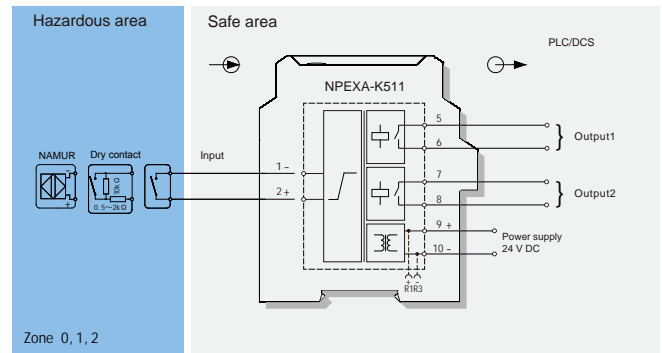 Hazardous area
Safe area
PLC/DCS
NPEXA-K511
5
6
Output1
NAMUR
Dry contact
Input
1 −
2 +
-
+
10k Ω
0.5～2k Ω
7
8
Output2
9 +
10 −
Power supply
24 V DC
+ −
R1R3
Zone 0, 1, 2